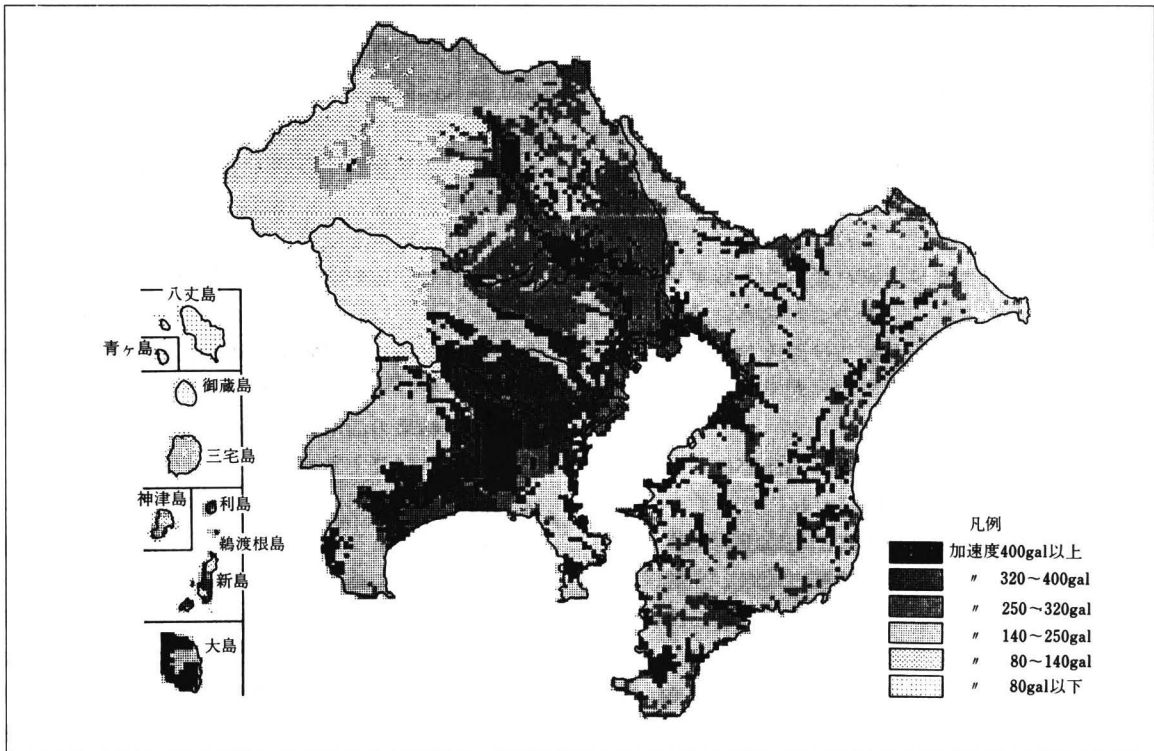 八丈島
青ヶ島
御蔵島
三宅島
神津島
利島
鵜渡根島
新島
大島
凡例
加速度400gal以上
〃 320～400gal
〃 250～320gal
〃 140～250gal
〃 80～140gal
〃 80gal以下